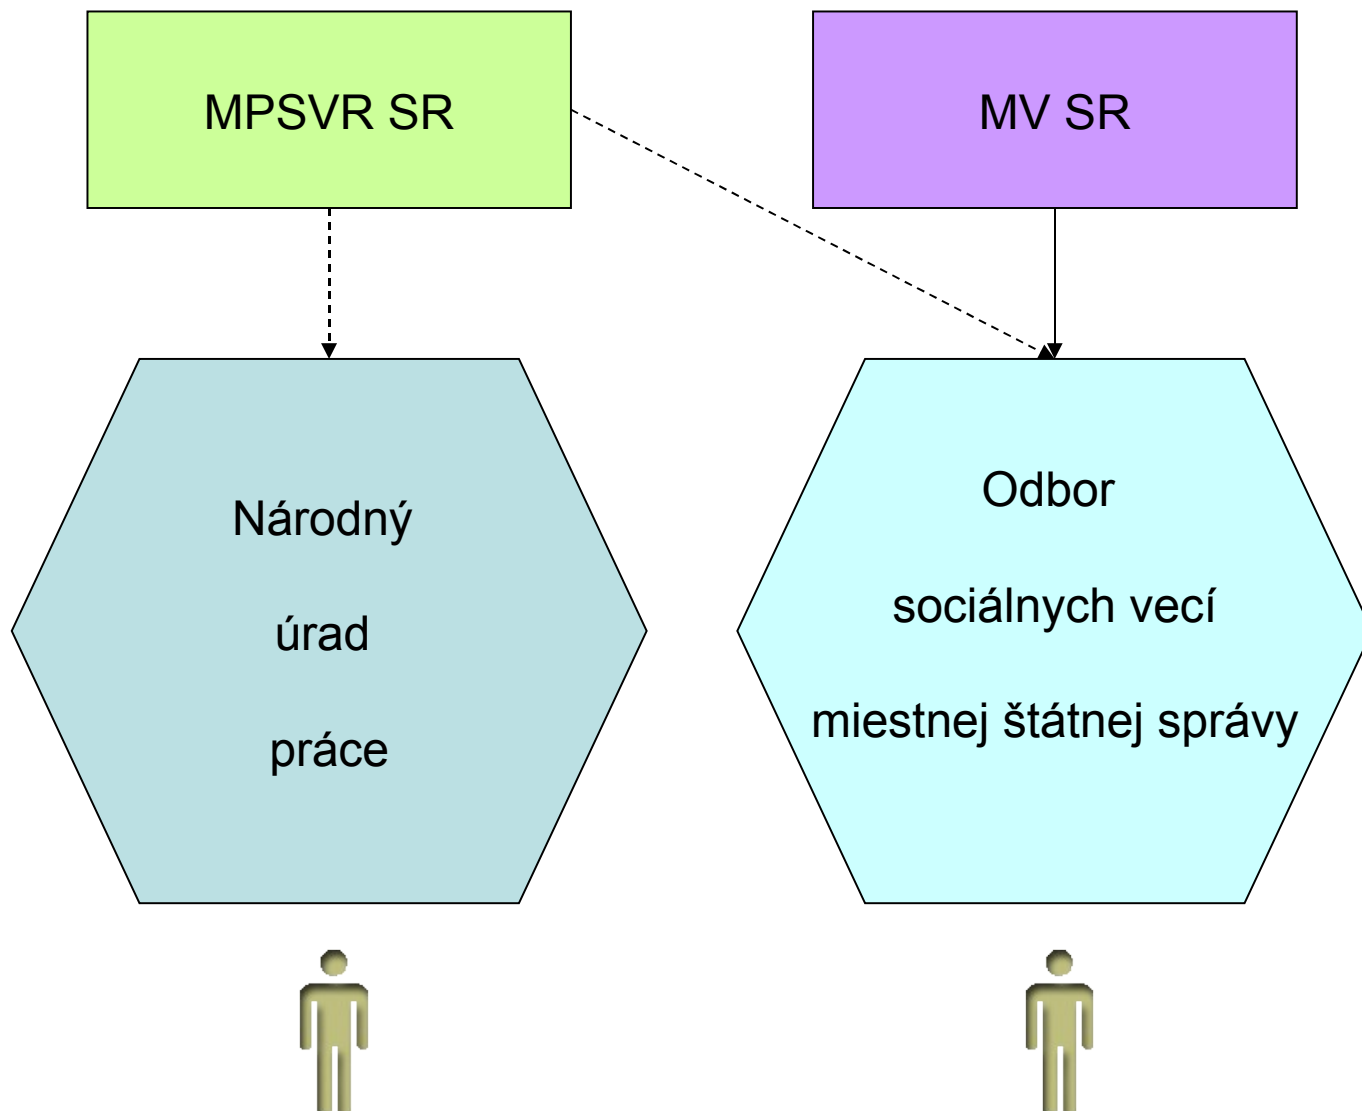 MPSVR SR
MV SR
Národný
úrad
práce
Odbor
sociálnych vecí
miestnej štátnej správy